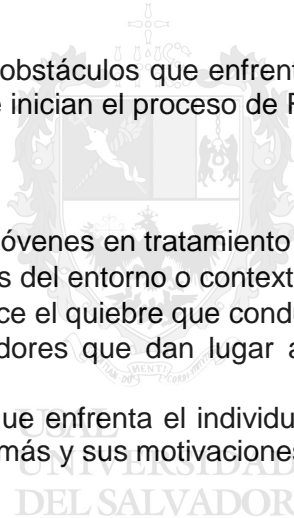 obstáculos que enfrent
inician el proceso de
óvenes en tratamiento
s del entorno o context
ce el quiebre que cond
dores que dan lugar a
ue enfrenta el individu
más y sus motivaciones
USAL
UNIVERSIDAD
DEL SALVADOR